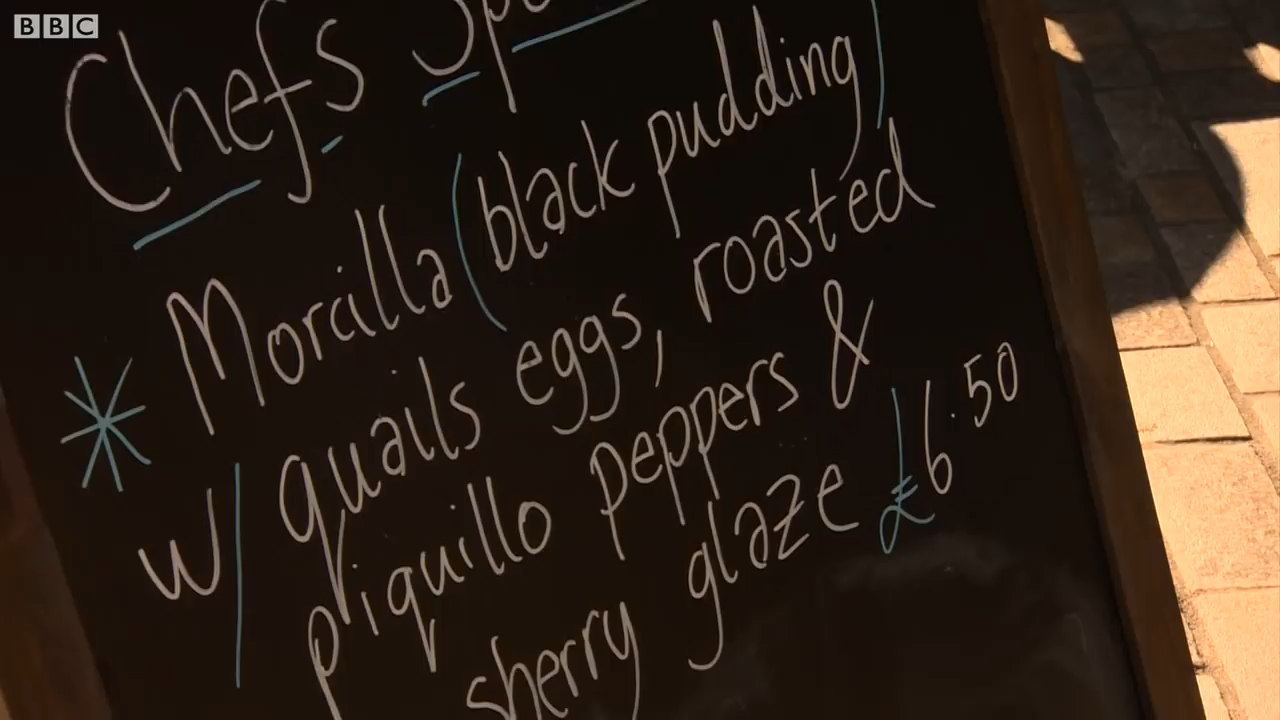 BBC
Chefs
* Morcilla (black pudding)
w/ quails eggs, roasted
piquillo peppers &
sherry glaze £6.50